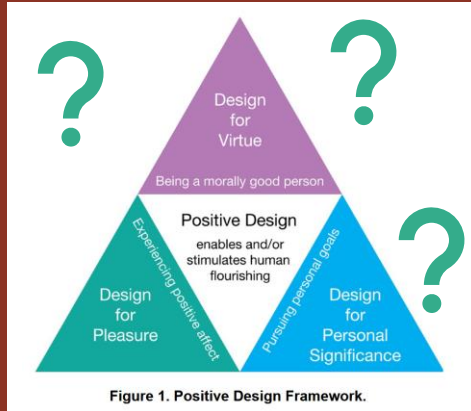 ?
?
?
Design
for
Virtue
Being a morally good person
Positive Design
enables and/or
stimulates human
flourishing
Experiencing positive affect
Pursuing personal goals
Design
for
Pleasure
Design
for
Personal
Significance
Figure 1. Positive Design Framework.